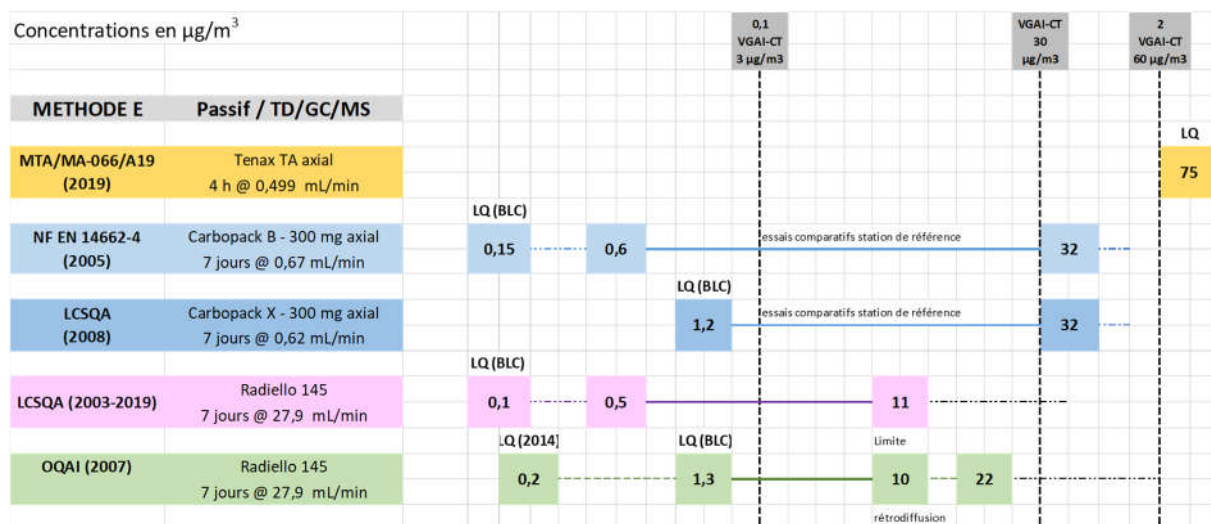 Concentrations en µg/m³
0,1
VGAI-CT
3 µg/m3
VGAI-CT
30
µg/m3
2
VGAI-CT
60 µg/m3
METHODE E
Passif / TD/GC/MS
LQ
MTA/MA-066/A19
(2019)
Tenax TA axial
4 h @ 0,499 mL/min
75
LQ (BLC)
NF EN 14662-4
(2005)
Carbopack B - 300 mg axial
7 jours @ 0,67 mL/min
0,15
0,6
essais comparatifs station de référence
32
LQ (BLC)
LCSQA
(2008)
Carbopack X - 300 mg axial
7 jours @ 0,62 mL/min
1,2
essais comparatifs station de référence
32
LQ (BLC)
LCSQA (2003-2019)
Radiello 145
7 jours @ 27,9 mL/min
0,1
0,5
11
LQ (2014)
LQ (BLC)
Limite
OQAI (2007)
Radiello 145
7 jours @ 27,9 mL/min
0,2
1,3
10
22
rétrodiffusion